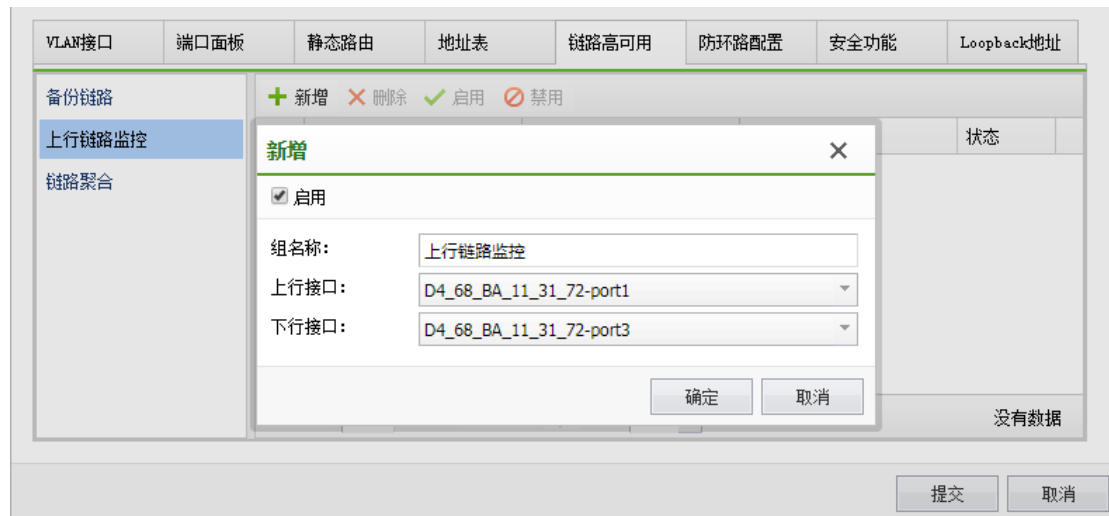 VLAN接口 端口面板 静态路由 地址表 链路高可用 防环路配置 安全功能 Loopback地址
备份链路 新增 删除 启用 禁用
上行链路监控 状态
链路聚合
新增
启用
组名称： 上行链路监控
上行接口： D4_68_BA_11_31_72-port1
下行接口： D4_68_BA_11_31_72-port3
确定 取消
没有数据
提交 取消